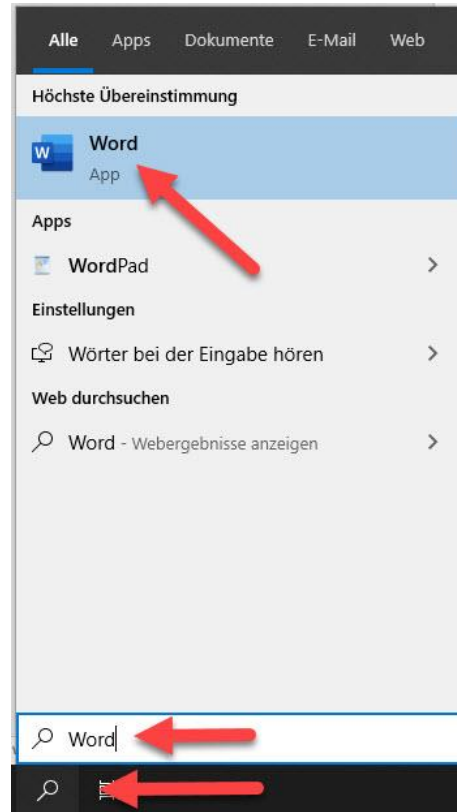 Alle Apps Dokumente E-Mail Web
Höchste Übereinstimmung
W Word
App
Apps
WordPad
Einstellungen
Wörter bei der Eingabe hören
Web durchsuchen
Word - Webergebnisse anzeigen
Word